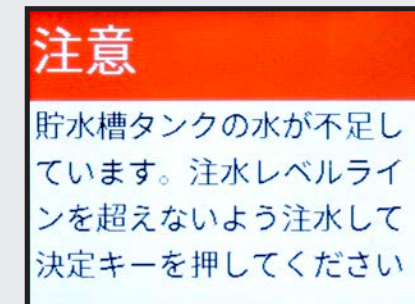 注意
貯水槽タンクの水が不足し
ています。注水レベルライ
ンを超えないよう注水して
決定キーを押してください